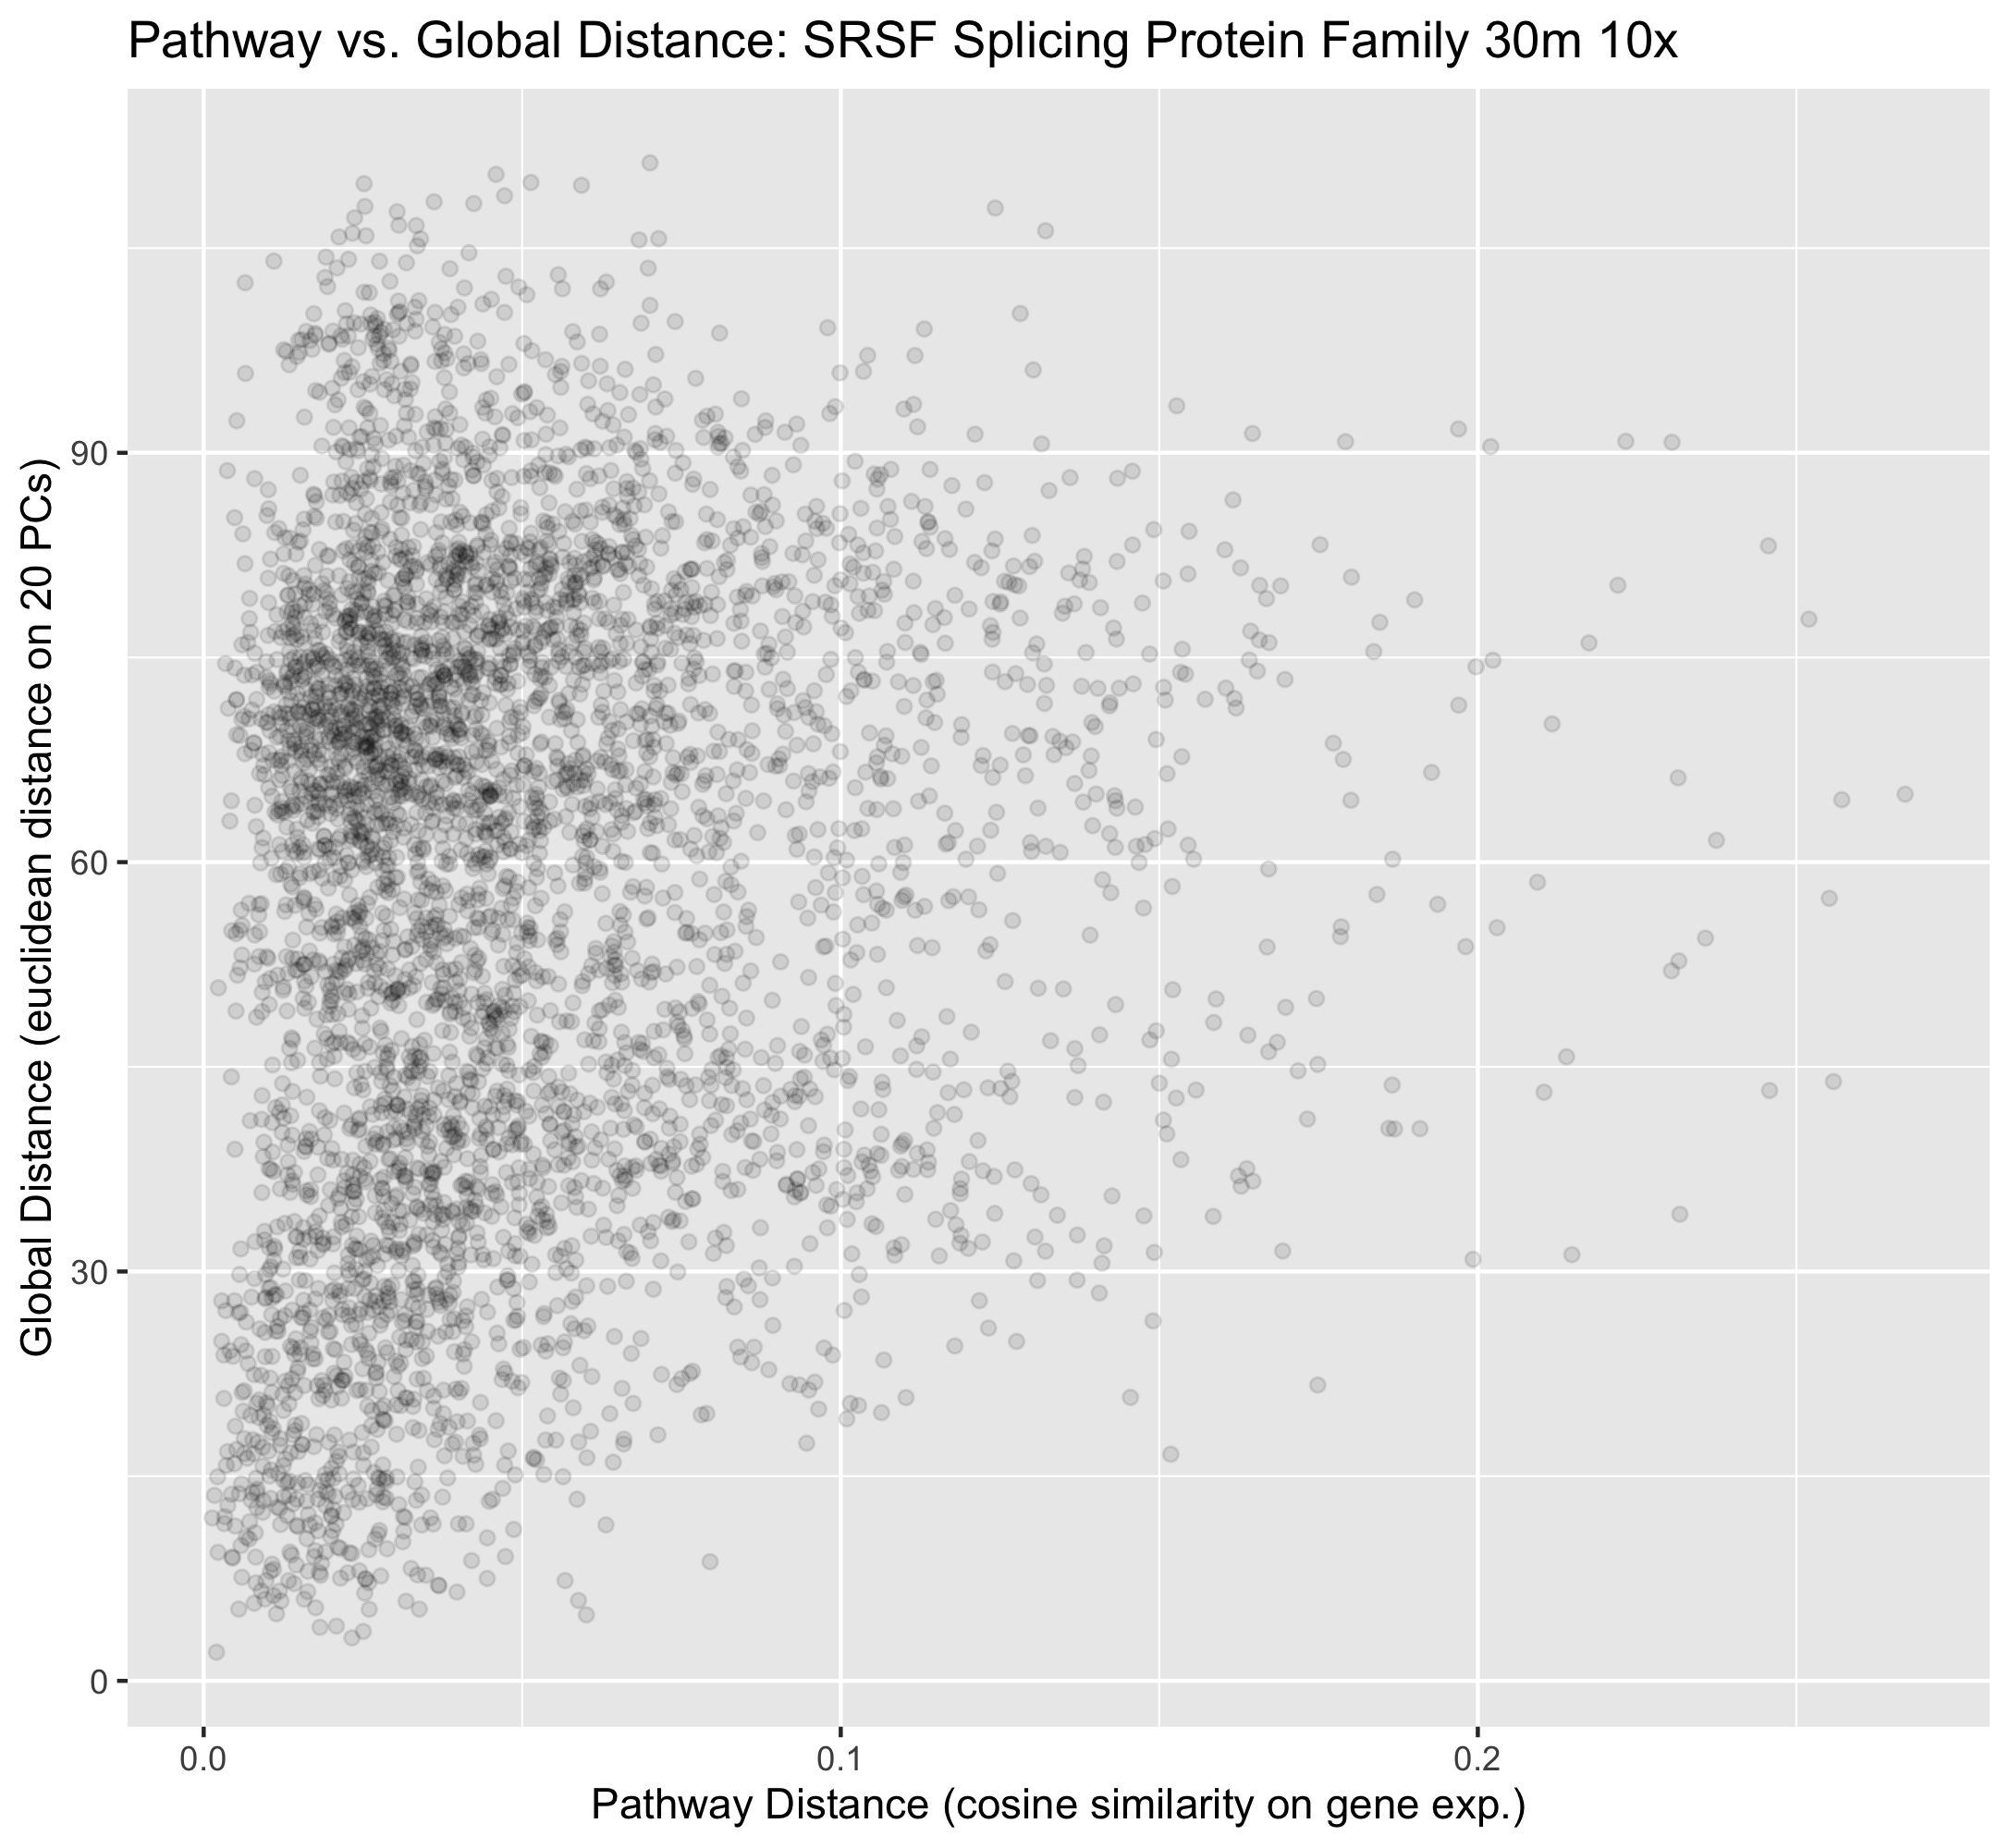 Pathway vs. Global Distance: SRSF Splicing Protein Family 30m 10x
Global Distance (euclidean distance on 20 PCs)
90
60
30
0
0.0
0.1
0.2
Pathway Distance (cosine similarity on gene exp.)